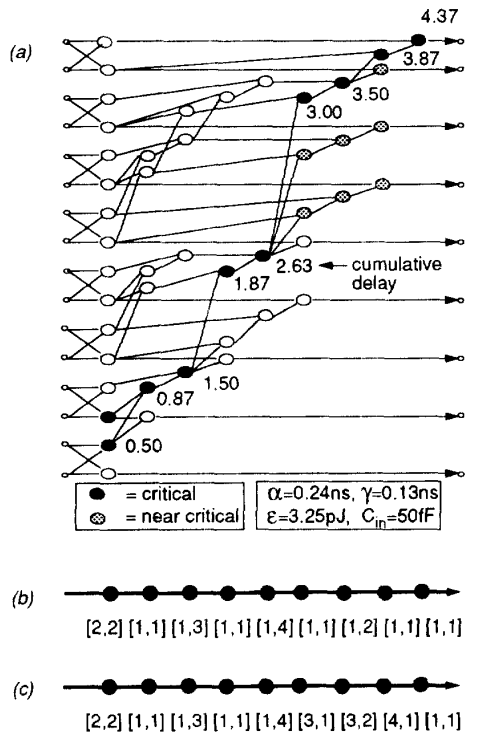 4.37
(a)
3.87
3.50
3.00
2.63
cumulative
delay
1.87
1.50
0.87
0.50
= critical
= near critical
α=0.24ns, γ=0.13ns
ε=3.25pJ, Cin=50fF
(b)
[2,2] [1,1] [1,3] [1,1] [1,4] [1,1] [1,2] [1,1] [1,1]
(c)
[2,2] [1,1] [1,3] [1,1] [1,4] [3,1] [3,2] [4,1] [1,1]